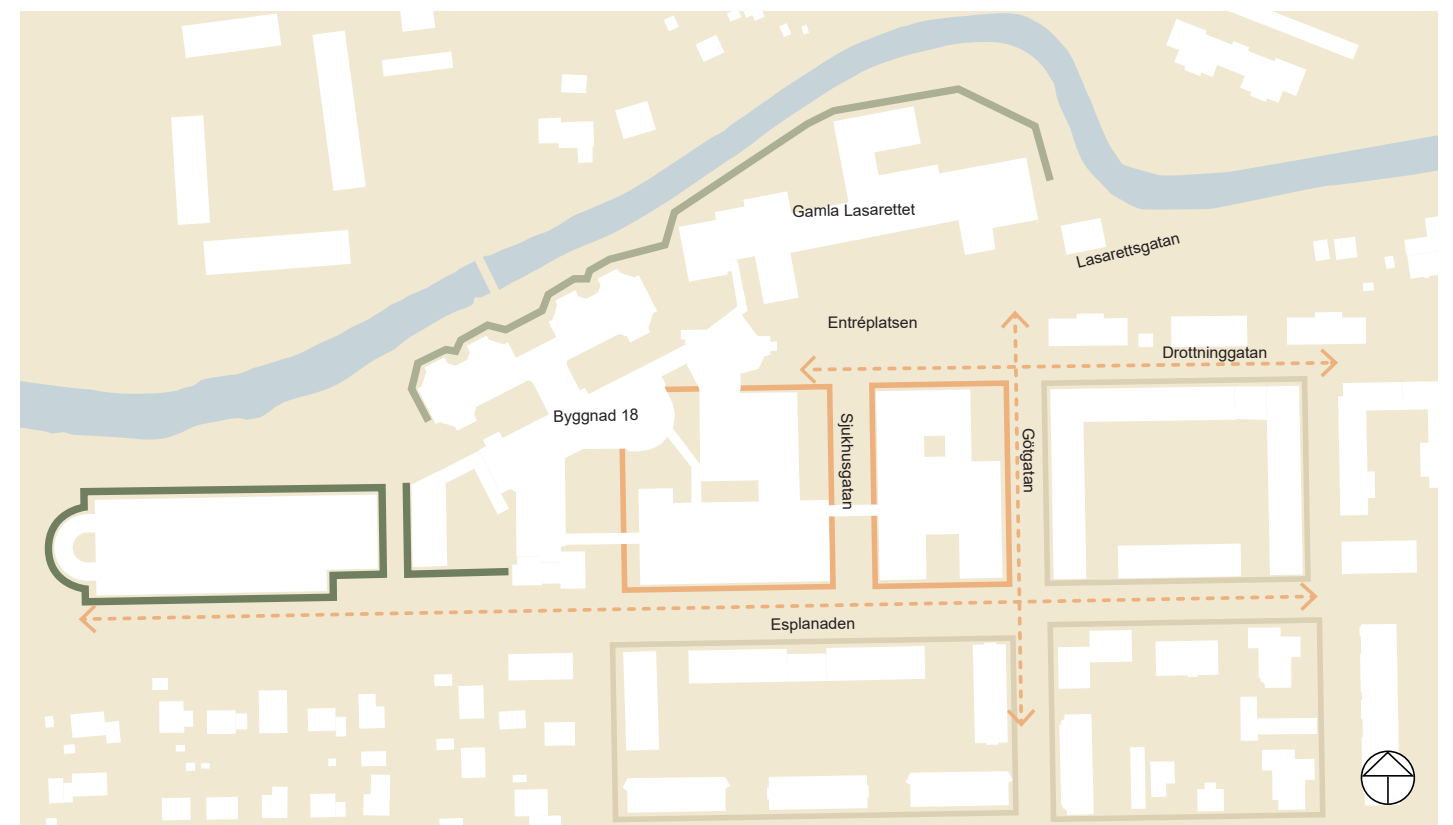 Gamla Lasarettet
Lasarettsgatan
Entréplatsen
Drottninggatan
Byggnad 18
Sjukhusgatan
Götgatan
Esplanaden